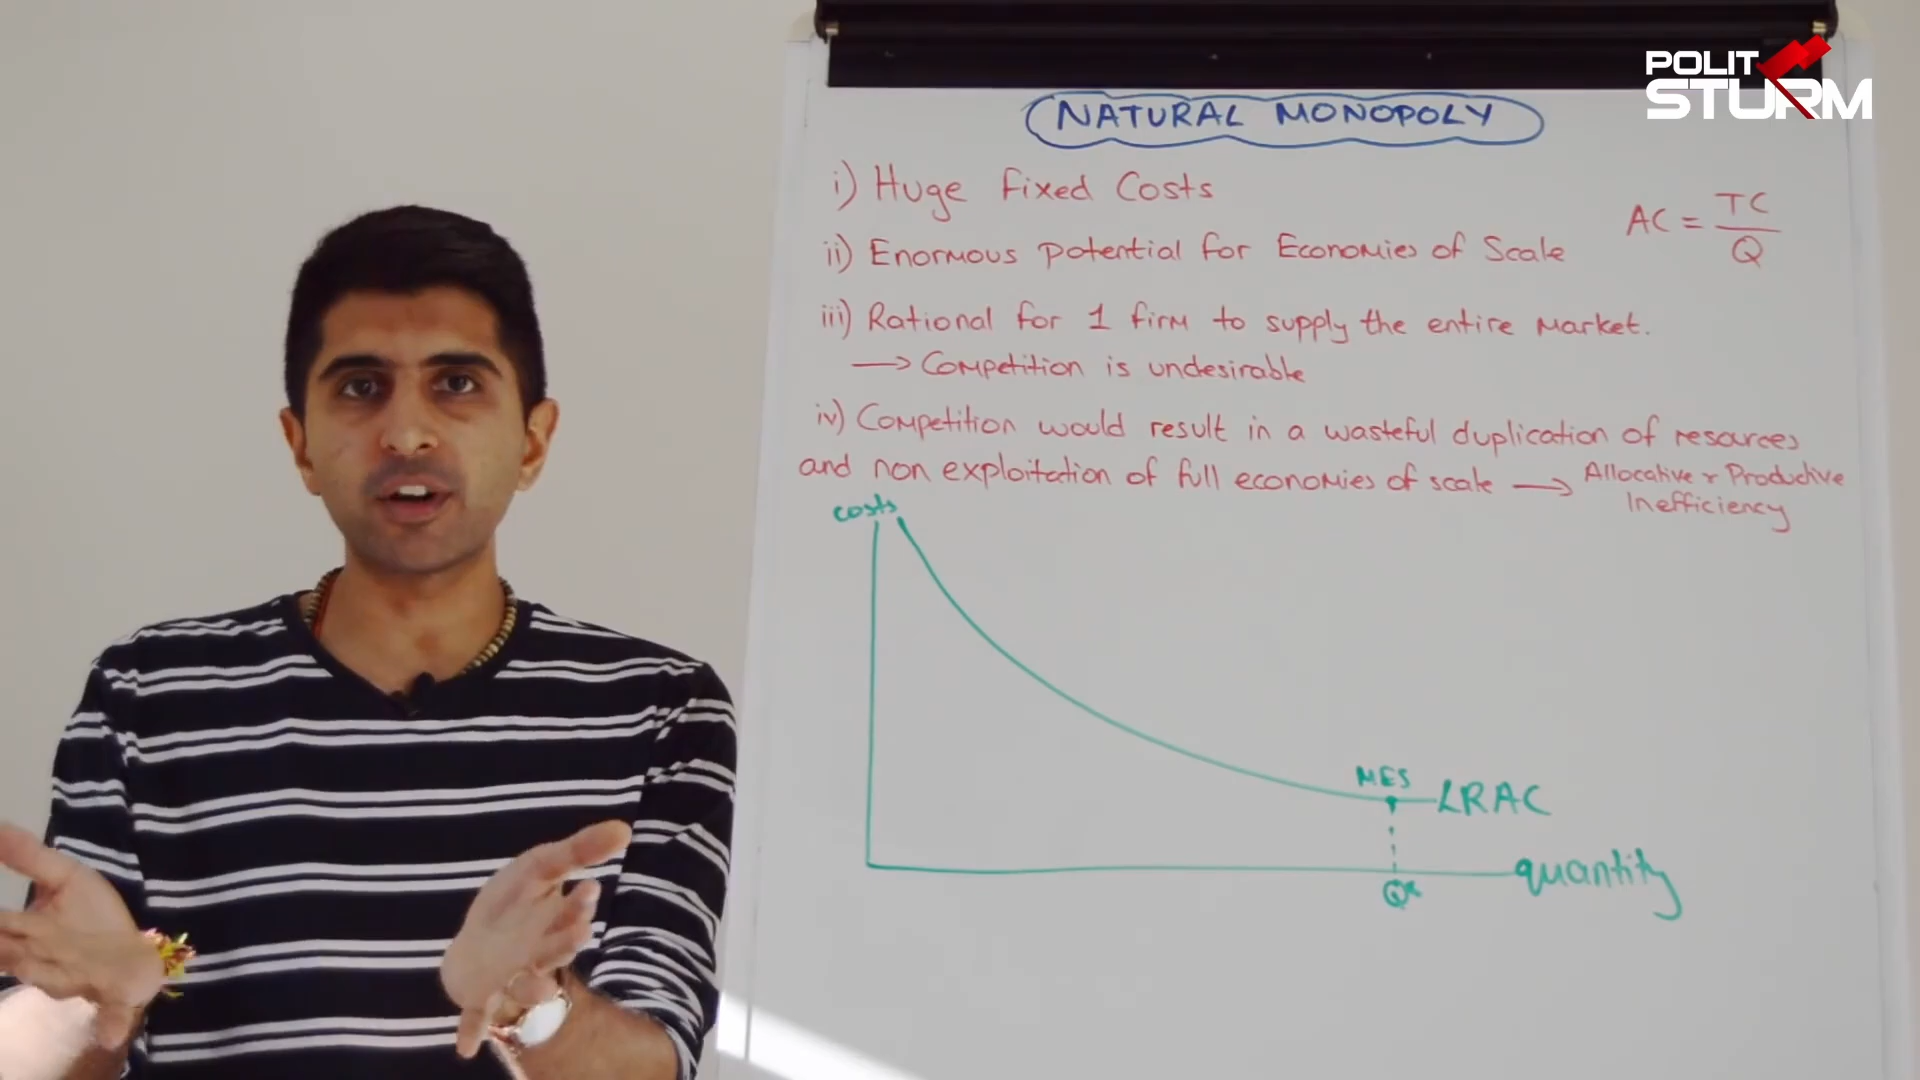 POLIT
STURM
NATURAL MONOPOLY
i) Huge Fixed Costs
AC = TC
Q
ii) Enormous potential for Economies of Scale
iii) Rational for 1 firm to supply the entire market.
→ Competition is undesirable
iv) Competition would result in a wasteful duplication of resources
and non exploitation of full economies of scale → Allocative + Productive
Inefficiency
costs
MES
LRAC
quantity
Q*